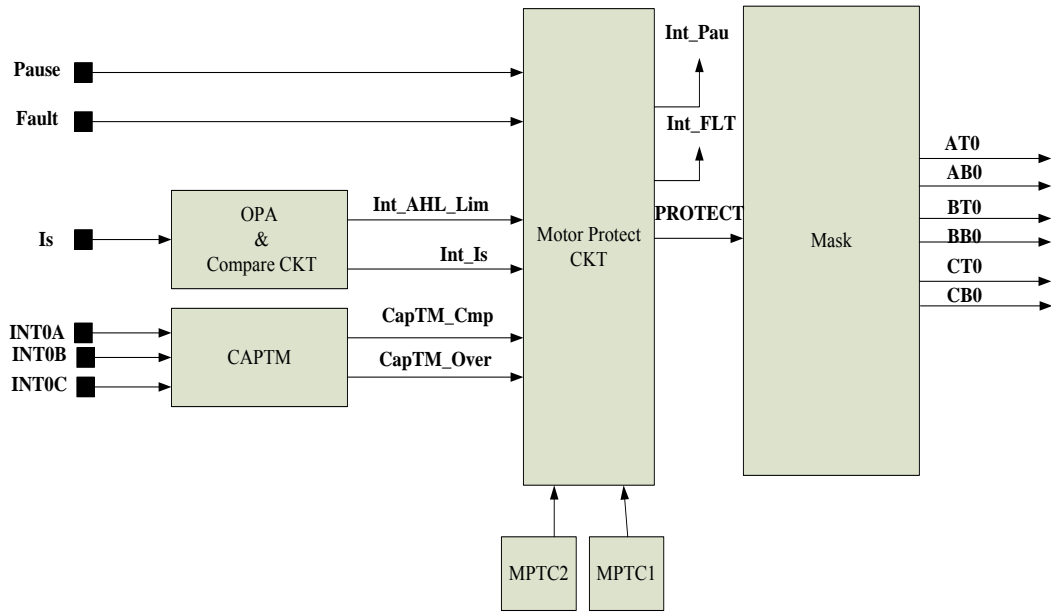 Pause
Fault
Is
INT0A
INT0B
INT0C
OPA
&
Compare CKT
CAPTM
Int_AHL_Lim
Int_Is
CapTM_Cmp
CapTM_Over
Motor Protect
CKT
MPTC2
MPTC1
Int_Pau
Int_FLT
PROTECT
Mask
AT0
AB0
BT0
BB0
CT0
CB0